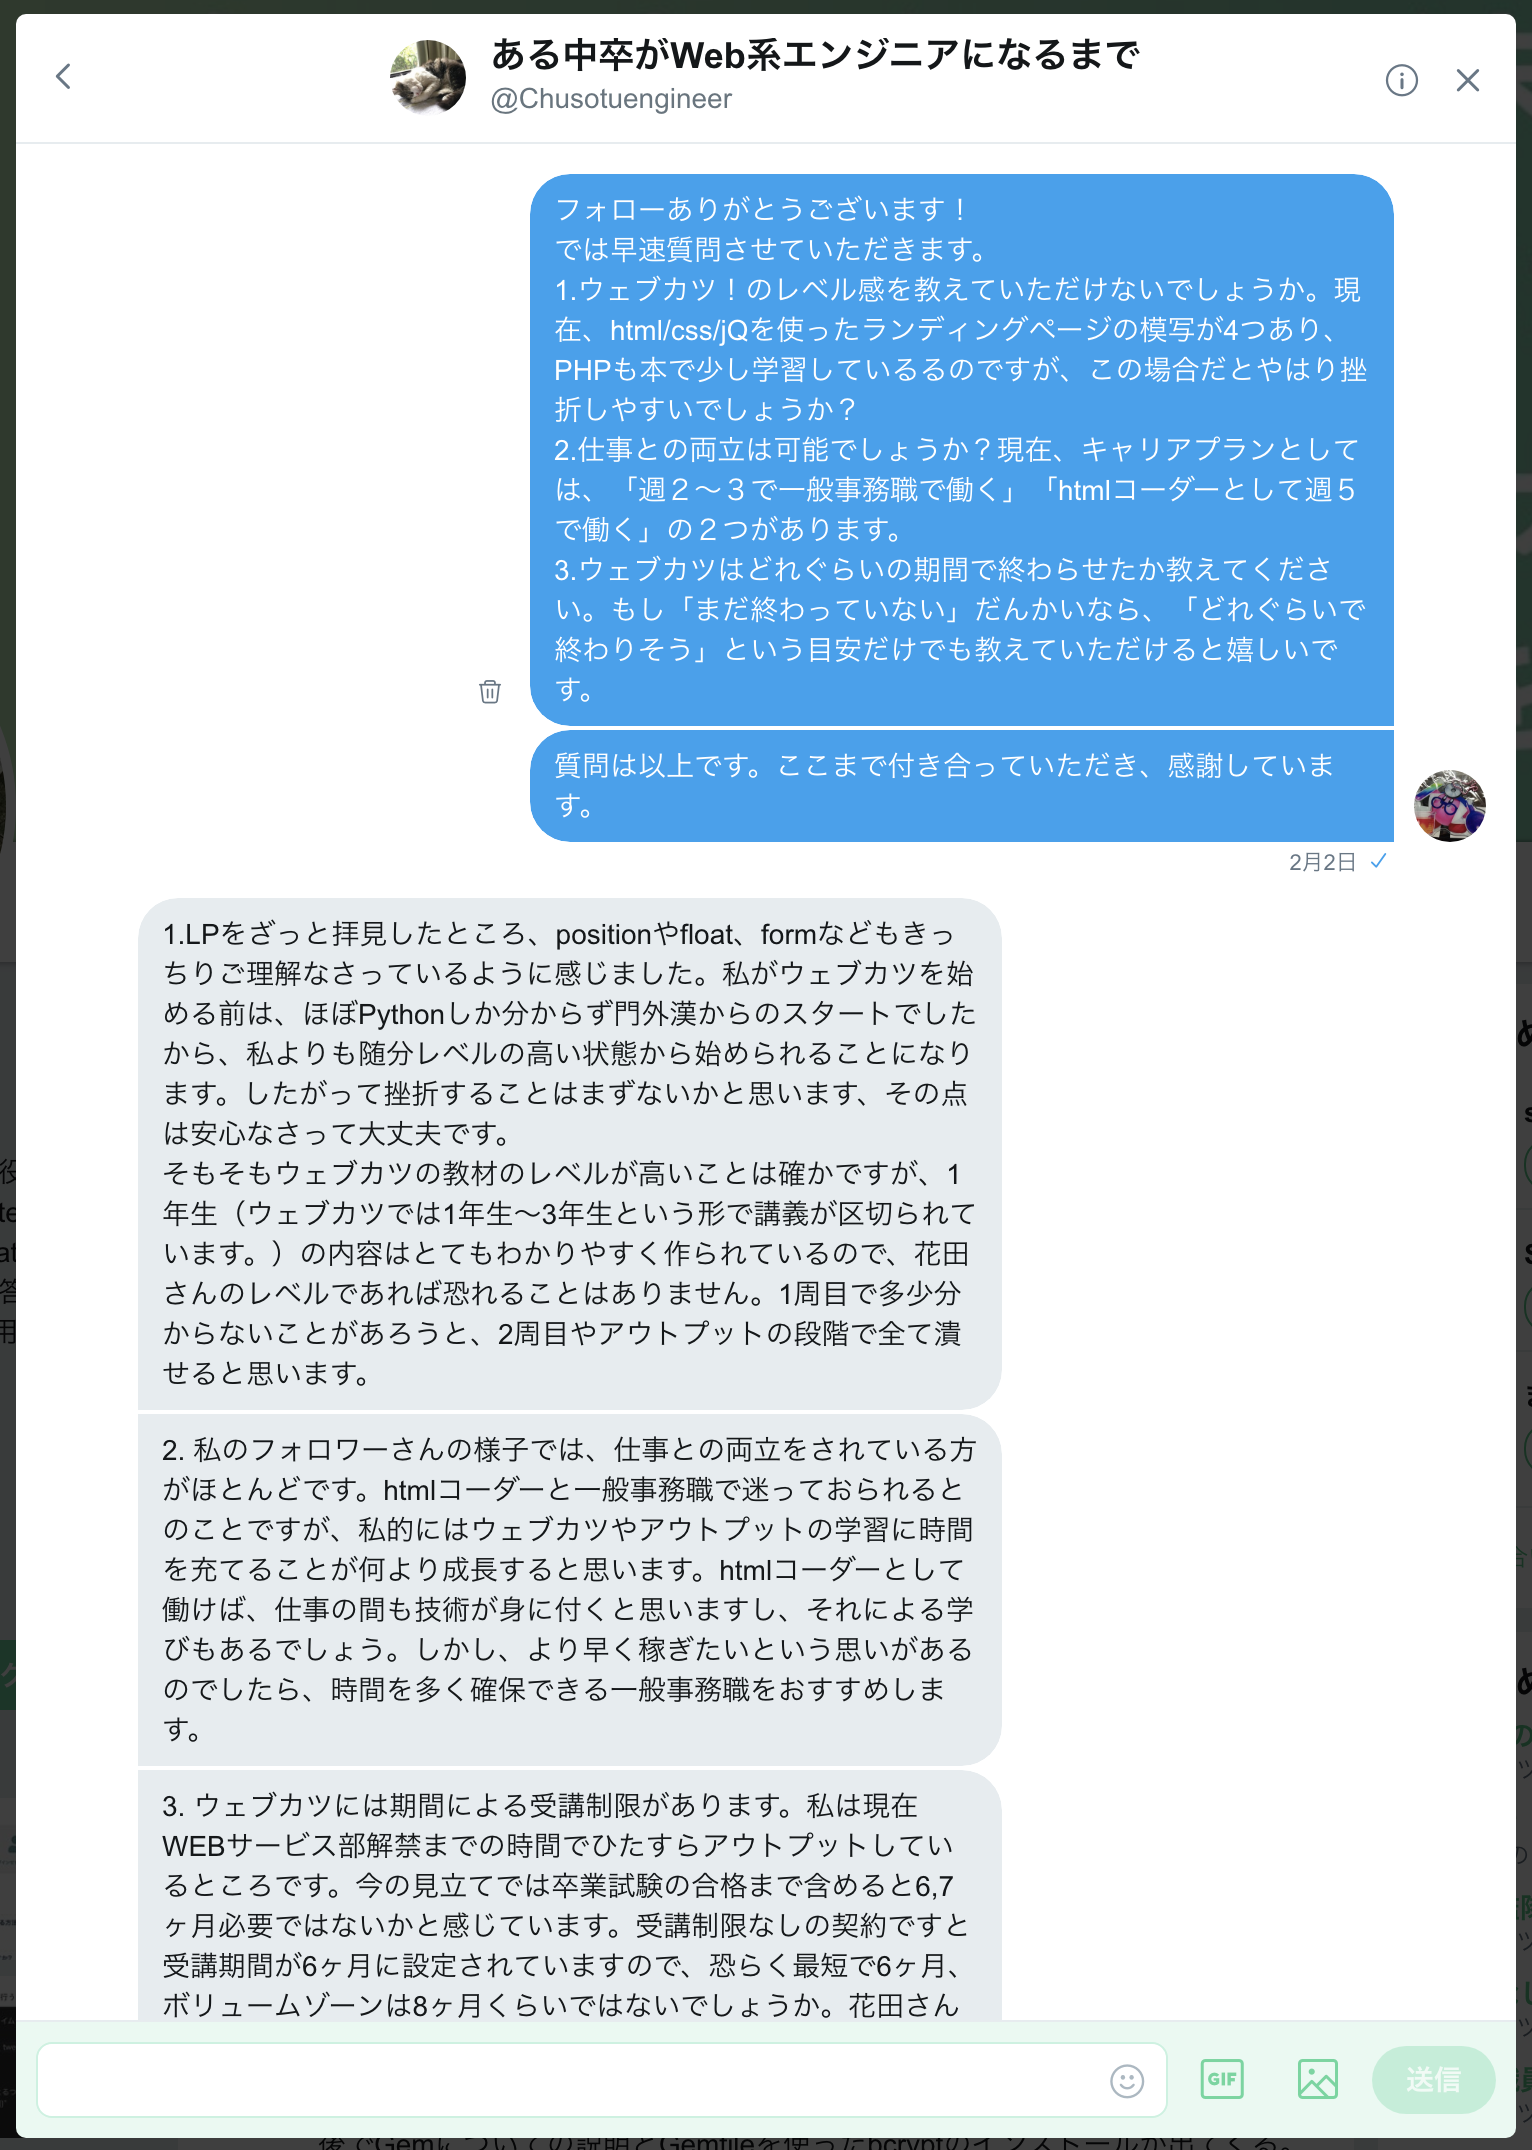 ある中卒がWeb系エンジニアになるまで
@Chusotuengineer
フォローありがとうございます！
では早速質問させていただきます。
1.ウェブカツ！のレベル感を教えていただけないでしょうか。現
在、html/css/jQを使ったランディングページの模写が4つあり、
PHPも本で少し学習しているるのですが、この場合だとやはり挫
折しやすいでしょうか？
2.仕事との両立は可能でしょうか？現在、キャリアプランとして
は、「週２〜３で一般事務職で働く」「htmlコーダーとして週５
で働く」の２つがあります。
3.ウェブカツはどれぐらいの期間で終わらせたか教えてくださ
い。もし「まだ終わっていない」だんかいなら、「どれぐらいで
終わりそう」という目安だけでも教えていただけると嬉しいで
す。
質問は以上です。ここまで付き合っていただき、感謝していま
す。
2月2日
1.LPをざっと拝見したところ、positionやfloat、formなどもきっ
ちりご理解なさっているように感じました。私がウェブカツを始
める前は、ほぼPythonしか分からず門外漢からのスタートでした
から、私よりも随分レベルの高い状態から始められることになり
ます。したがって挫折することはまずないかと思います、その点
は安心なさって大丈夫です。
そもそもウェブカツの教材のレベルが高いことは確かですが、1
年生（ウェブカツでは1年生〜3年生という形で講義が区切られて
います。）の内容はとてもわかりやすく作られているので、花田
さんのレベルであれば恐れることはありません。1周目で多少分
からないことがあろうと、2周目やアウトプットの段階で全て潰
せると思います。
2. 私のフォロワーさんの様子では、仕事との両立をされている方
がほとんどです。htmlコーダーと一般事務職で迷っておられると
のことですが、私的にはウェブカツやアウトプットの学習に時間
を充てることが何より成長すると思います。htmlコーダーとして
働けば、仕事の間も技術が身に付くと思いますし、それによる学
びもあるでしょう。しかし、より早く稼ぎたいという思いがある
のでしたら、時間を多く確保できる一般事務職をおすすめしま
す。
3. ウェブカツには期間による受講制限があります。私は現在
WEBサービス部解禁までの時間でひたすらアウトプットしてい
るところです。今の見立てでは卒業試験の合格まで含めると6,7
ヶ月必要ではないかと感じています。受講制限なしの契約ですと
受講期間が6ヶ月に設定されていますので、恐らく最短で6ヶ月、
ボリュームゾーンは8ヶ月くらいではないでしょうか。花田さん
GIF
送信